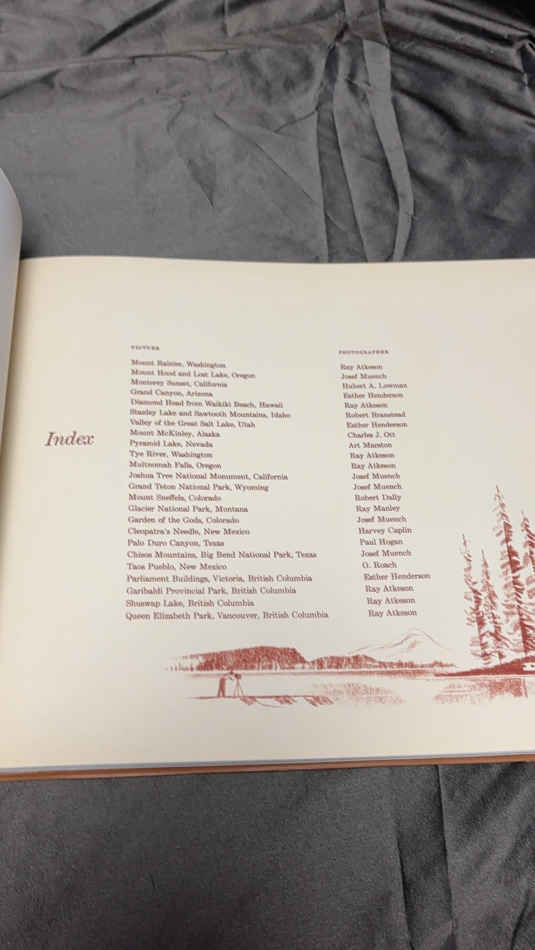 Index
PICTURE PHOTOGRAPHER
Mount Rainier, Washington Ray Atkeson
Mount Hood and Lost Lake, Oregon Josef Muench
Monterey Sunset, California Hubert A. Lowman
Grand Canyon, Arizona Esther Henderson
Diamond Head from Waikiki Beach, Hawaii Ray Atkeson
Stanley Lake and Sawtooth Mountains, Idaho Robert Branstead
Valley of the Great Salt Lake, Utah Esther Henderson
Mount McKinley, Alaska Charles J. Ott
Pyramid Lake, Nevada Art Marston
Tye River, Washington Ray Atkeson
Multnomah Falls, Oregon Ray Atkeson
Joshua Tree National Monument, California Josef Muench
Grand Teton National Park, Wyoming Josef Muench
Mount Sneffels, Colorado Robert Dally
Glacier National Park, Montana Ray Manley
Garden of the Gods, Colorado Josef Muench
Cleopatra's Needle, New Mexico Harvey Caplin
Palo Duro Canyon, Texas Paul Hogan
Chisos Mountains, Big Bend National Park, Texas Josef Muench
Taos Pueblo, New Mexico O. Roach
Parliament Buildings, Victoria, British Columbia Esther Henderson
Garibaldi Provincial Park, British Columbia Ray Atkeson
Shuswap Lake, British Columbia Ray Atkeson
Queen Elizabeth Park, Vancouver, British Columbia Ray Atkeson